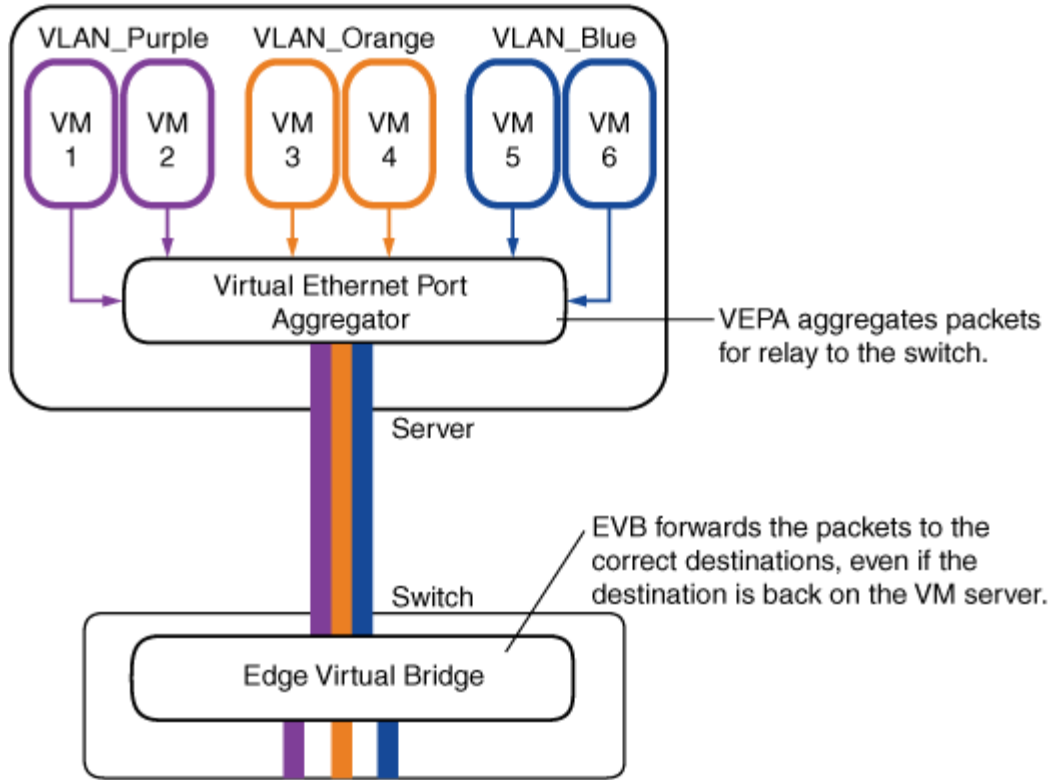 VLAN_Purple VLAN_Orange VLAN_Blue
VM VM VM VM VM VM
1 2 3 4 5 6
Virtual Ethernet Port
Aggregator
VEPA aggregates packets
for relay to the switch.
Server
EVB forwards the packets to the
correct destinations, even if the
destination is back on the VM server.
Switch
Edge Virtual Bridge